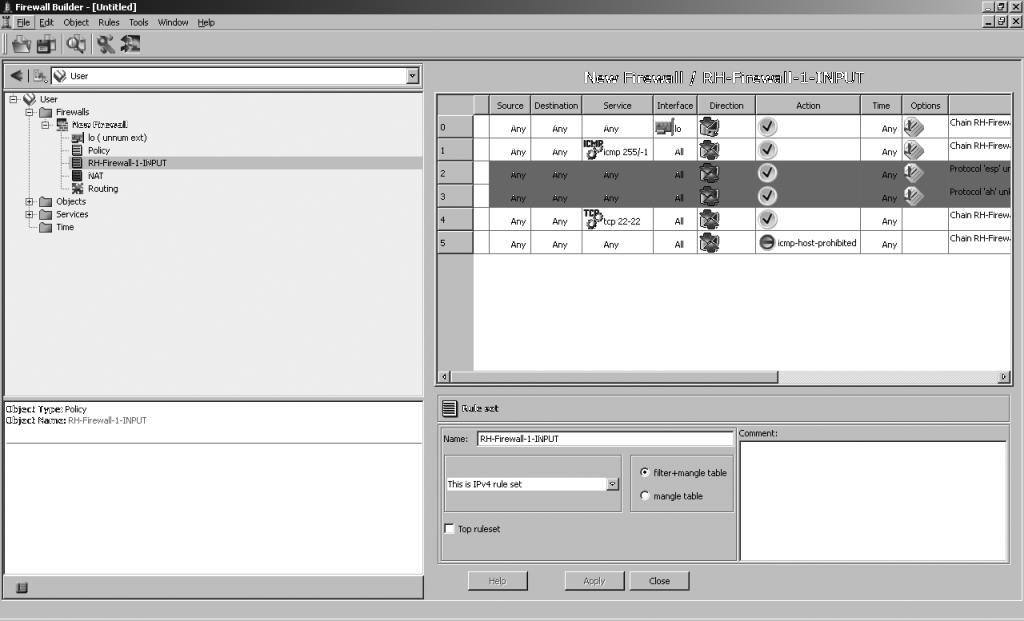 Firewall Builder - [Untitled]
File Edit Object Rules Tools Window Help
User
User
Firewalls
New Firewall
lo ( unnum ext)
Policy
RH-Firewall-1-INPUT
NAT
Routing
Objects
Services
Time
Object Type: Policy
Object Name: RH-Firewall-1-INPUT
New Firewall / RH-Firewall-1-INPUT
Source Destination Service Interface Direction Action Time Options
0 Any Any Any lo Any Chain RH-Firew
1 Any Any ICMP icmp 255/-1 All Any Chain RH-Firew
2 Any Any Any All Any Protocol 'esp' un
3 Any Any Any All Any Protocol 'ah' unk
4 Any Any TCP tcp 22-22 All Any Chain RH-Firew
5 Any Any Any All icmp-host-prohibited Any Chain RH-Firew
Rule set
Name: RH-Firewall-1-INPUT
Comment:
This is IPv4 rule set
filter+mangle table
mangle table
Top ruleset
Help Apply Close